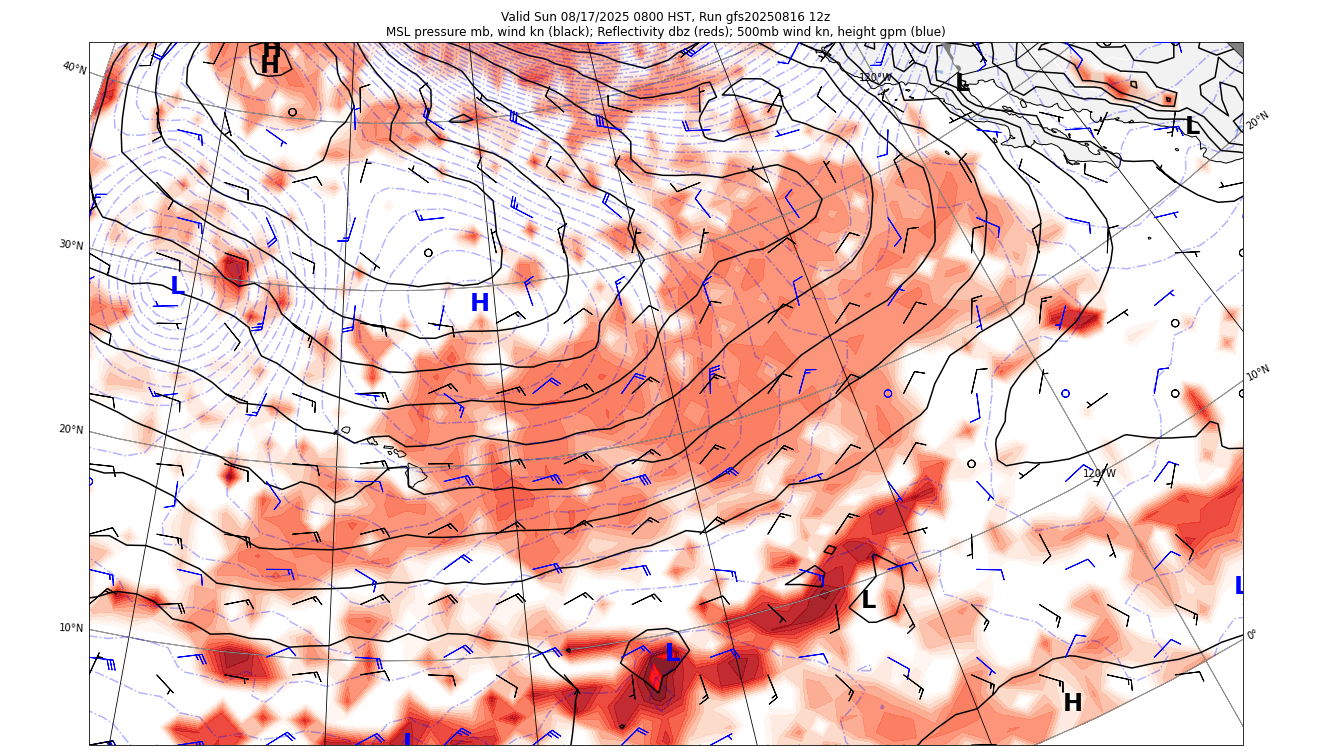 Valid Sun 08/17/2025 0800 HST, Run gfs20250816 12z
MSL pressure mb, wind kn (black); Reflectivity dbz (reds); 500mb wind kn, height gpm (blue)
H
H
40°N
130°W
L
L
20°N
30°N
L
H
10°N
20°N
120°W
L
L
10°N
L
0°
H
L